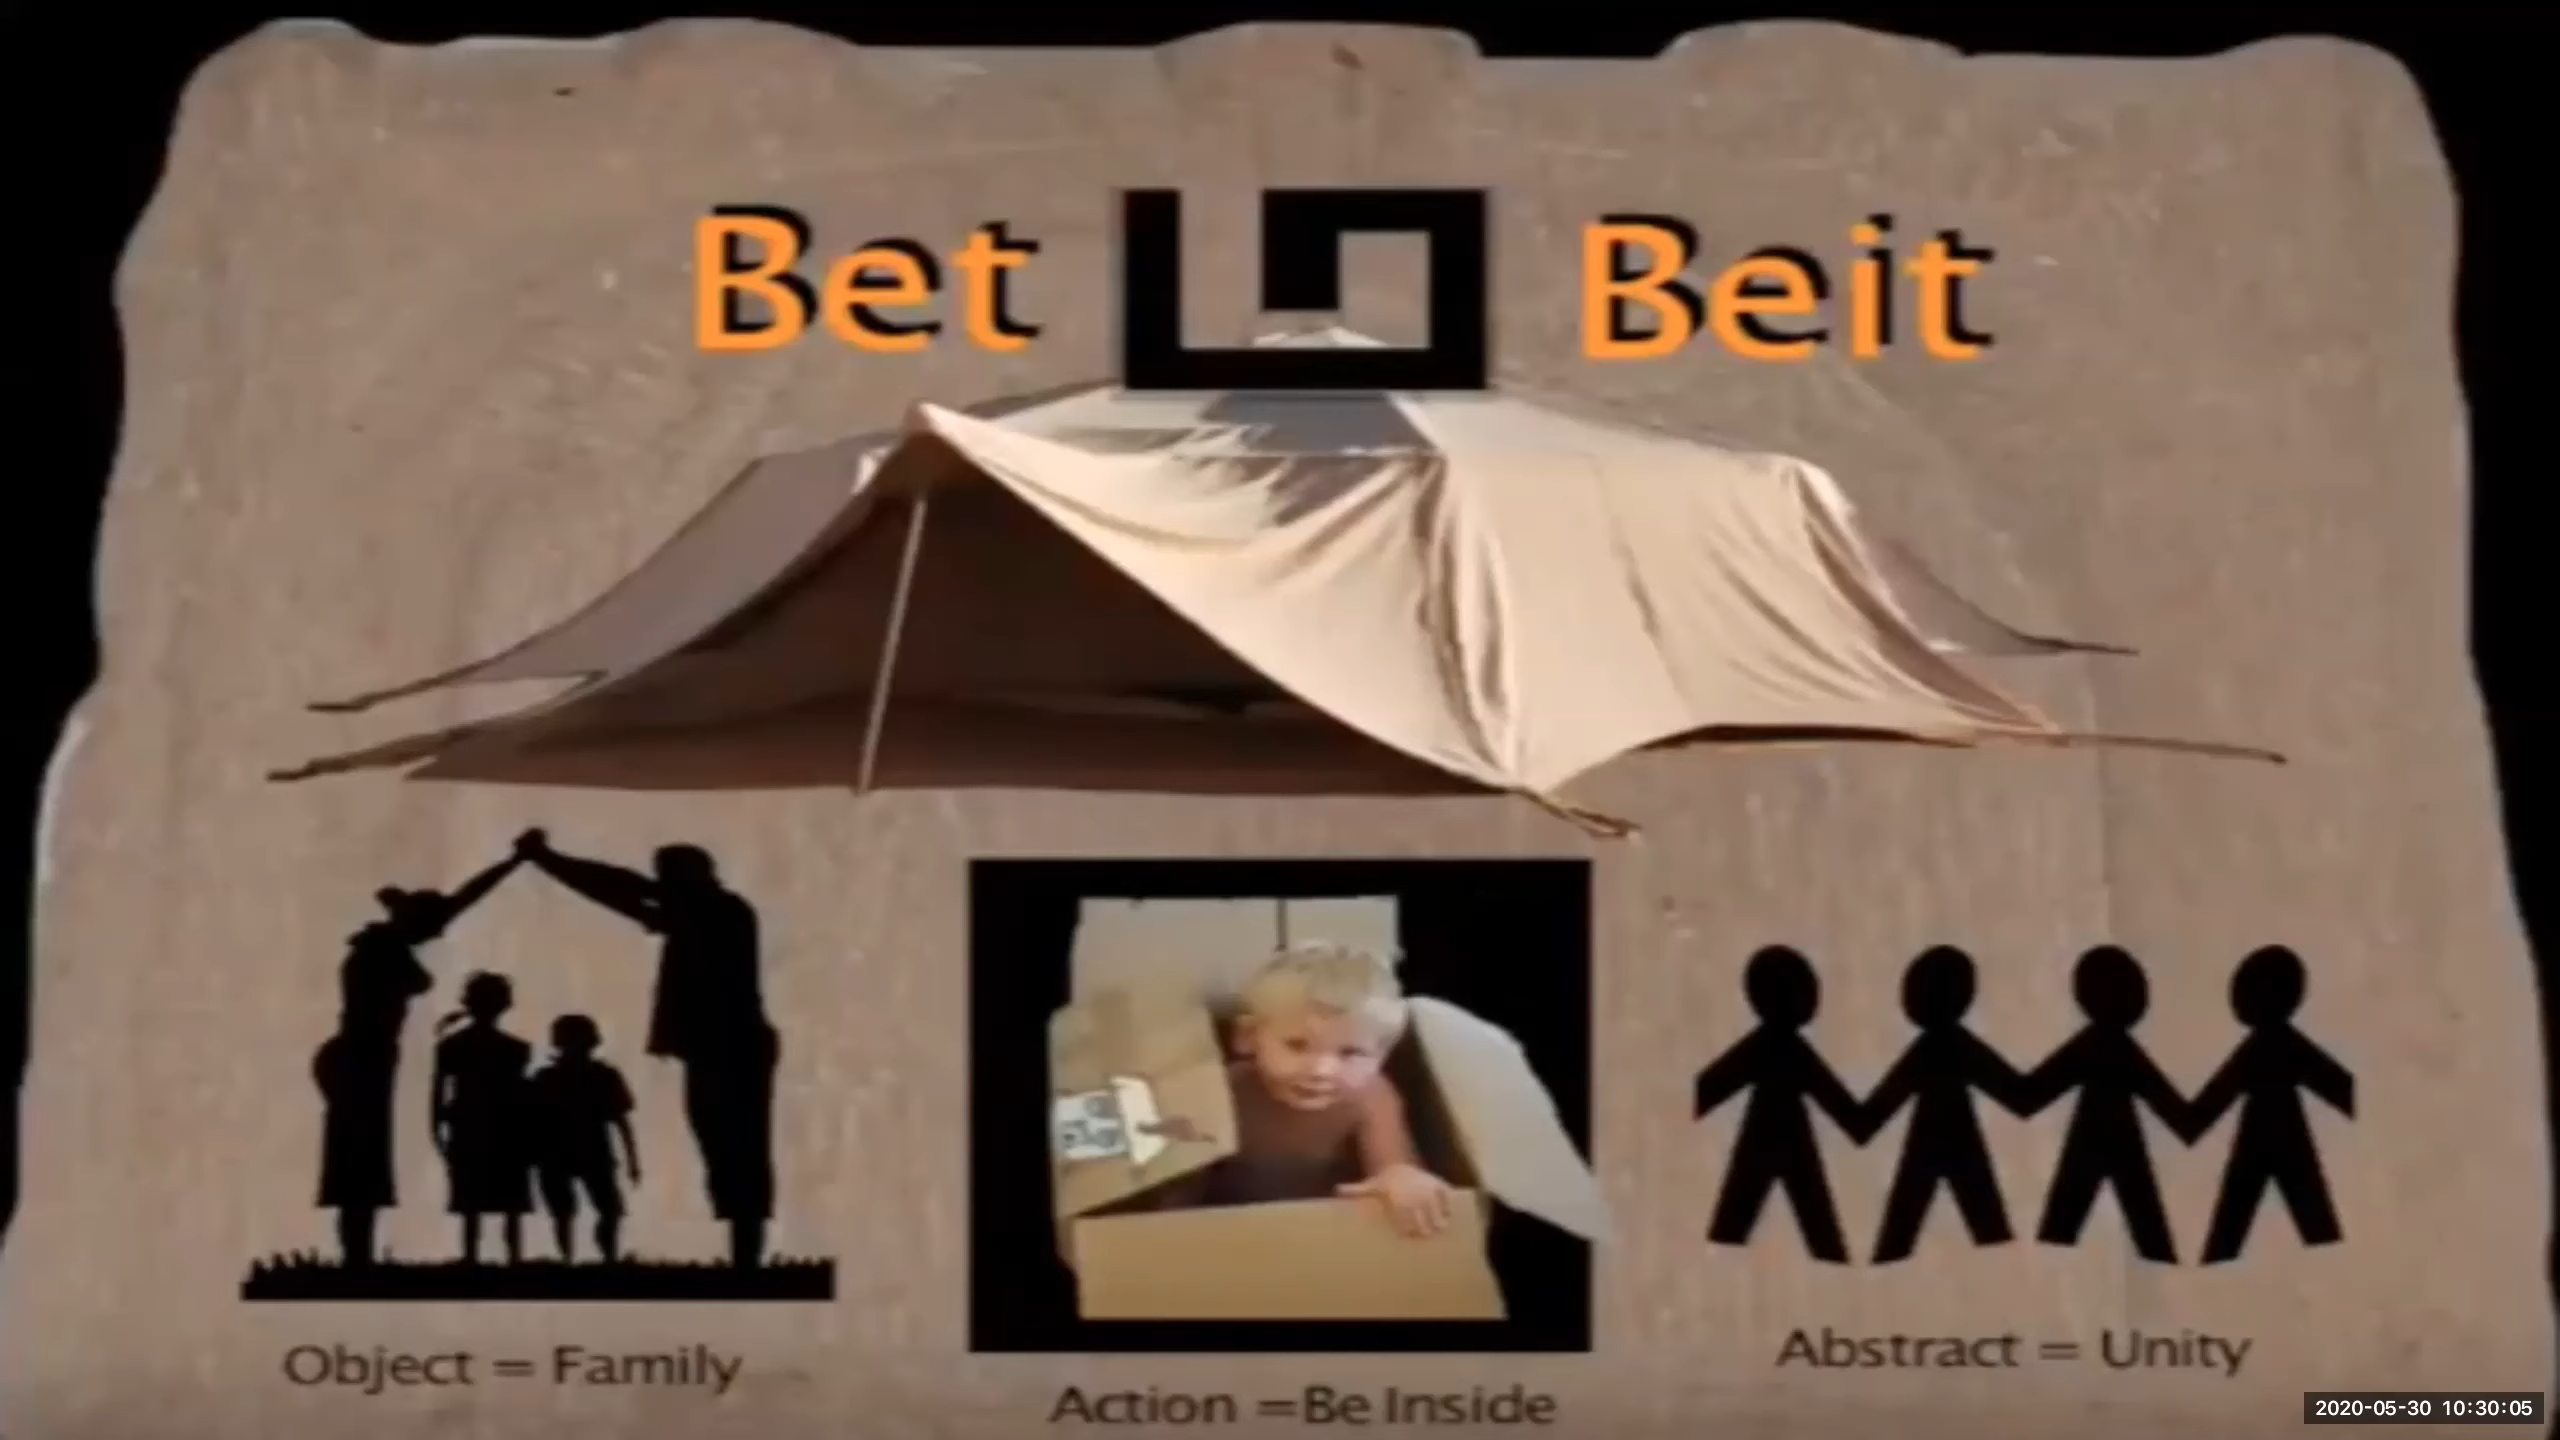 Bet Beit
Object = Family
Action =Be Inside
Abstract = Unity
2020-05-30 10:30:05